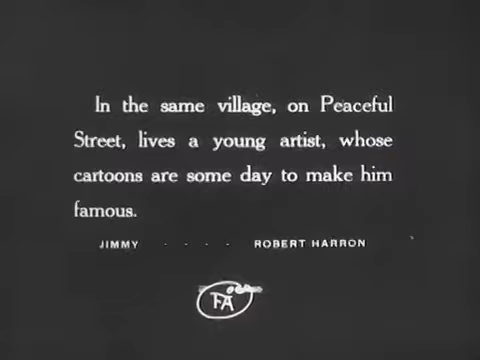 In the same village, on Peaceful
Street, lives a young artist, whose
cartoons are some day to make him
famous.
JIMMY . . . . ROBERT HARRON
FA